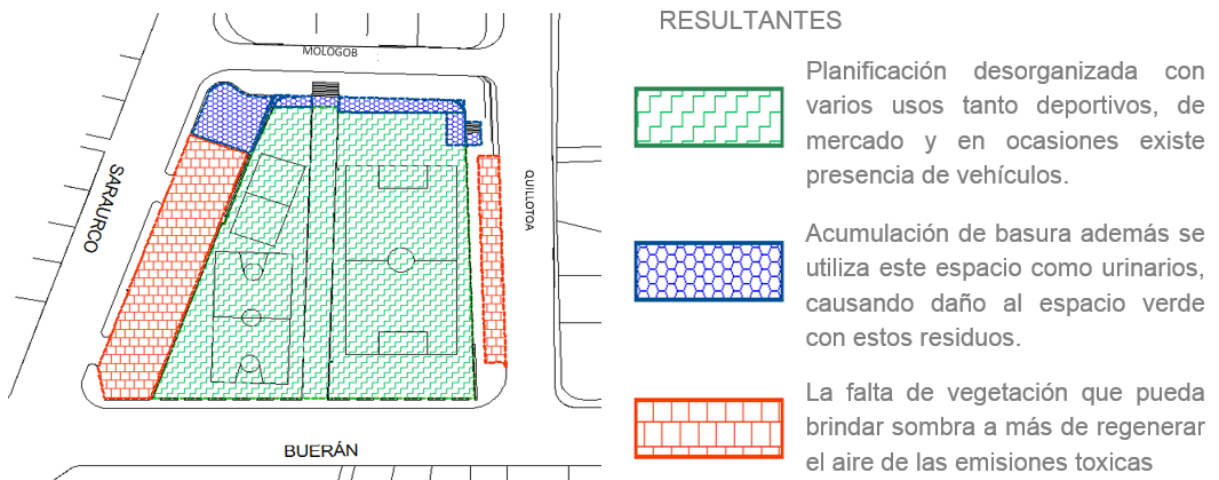 MOLOGOB
SARAURCO
QUILLOTOA
BUERÁN
RESULTANTES
Planificación desorganizada con
varios usos tanto deportivos, de
mercado y en ocasiones existe
presencia de vehículos.
Acumulación de basura además se
utiliza este espacio como urinarios,
causando daño al espacio verde
con estos residuos.
La falta de vegetación que pueda
brindar sombra a más de regenerar
el aire de las emisiones toxicas